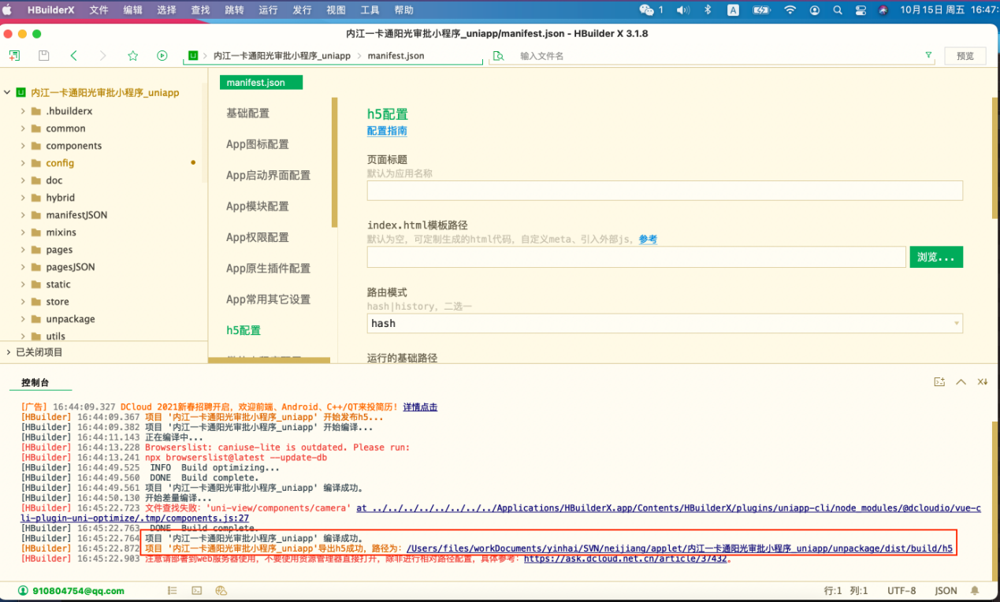 HBuilderX 文件 编辑 选择 查找 跳转 运行 发行 视图 工具 帮助 1 A 10月15日 周五 16:47:
内江一卡通阳光审批小程序_uniapp/manifest.json - HBuilder X 3.1.8
内江一卡通阳光审批小程序_uniapp manifest.json 输入文件名 预览
内江一卡通阳光审批小程序_uniapp
.hbuilderx
common
components
config
doc
hybrid
manifestJSON
mixins
pages
pagesJSON
static
store
unpackage
utils
已关闭项目
manifest.json
基础配置
App图标配置
App启动界面配置
App模块配置
App权限配置
App原生插件配置
App常用其它设置
h5配置
h5配置
配置指南
页面标题
默认为应用名称
index.html模板路径
默认为空, 可定制生成的html代码, 自定义meta、引入外部js, 参考
浏览...
路由模式
hash|history, 二选一
hash
运行的基础路径
控制台
[广告] 16:44:09.327 DCloud 2021新春招聘开启，欢迎前端、Android、C++/QT来投简历！详情点击
[HBuilder] 16:44:09.367 项目 '内江一卡通阳光审批小程序_uniapp' 开始发布h5...
[HBuilder] 16:44:09.382 项目 '内江一卡通阳光审批小程序_uniapp' 开始编译...
[HBuilder] 16:44:11.143 正在编译中...
[HBuilder] 16:44:13.228 Browserslist: caniuse-lite is outdated. Please run:
[HBuilder] 16:44:13.241 npx browserslist@latest --update-db
[HBuilder] 16:44:49.525 INFO Build optimizing...
[HBuilder] 16:44:49.560 DONE Build complete.
[HBuilder] 16:44:49.561 项目 '内江一卡通阳光审批小程序_uniapp' 编译成功。
[HBuilder] 16:44:50.130 开始差量编译...
[HBuilder] 16:45:22.723 文件查找失败：'uni-view/components/camera' at ../../../../../../../../Applications/HBuilderX.app/Contents/HBuilderX/plugins/uniapp-cli/node_modules/@dcloudio/vue-c
li-plugin-uni-optimize/.tmp/components.js:27
[HBuilder] 16:45:22.763 DONE Build complete.
[HBuilder] 16:45:22.764 项目 '内江一卡通阳光审批小程序_uniapp' 编译成功。
[HBuilder] 16:45:22.872 项目 '内江一卡通阳光审批小程序_uniapp'导出h5成功，路径为：/Users/files/workDocuments/yinhai/SVN/neijiang/applet/内江一卡通阳光审批小程序_uniapp/unpackage/dist/build/h5
[HBuilder] 16:45:22.903 注意请部署到web服务器使用，不要使用资源管理器直接打开，除非进行相对路径配置，具体参考：https://ask.dcloud.net.cn/article/37432。
910804754@qq.com 行:1 列:1 UTF-8 JSON